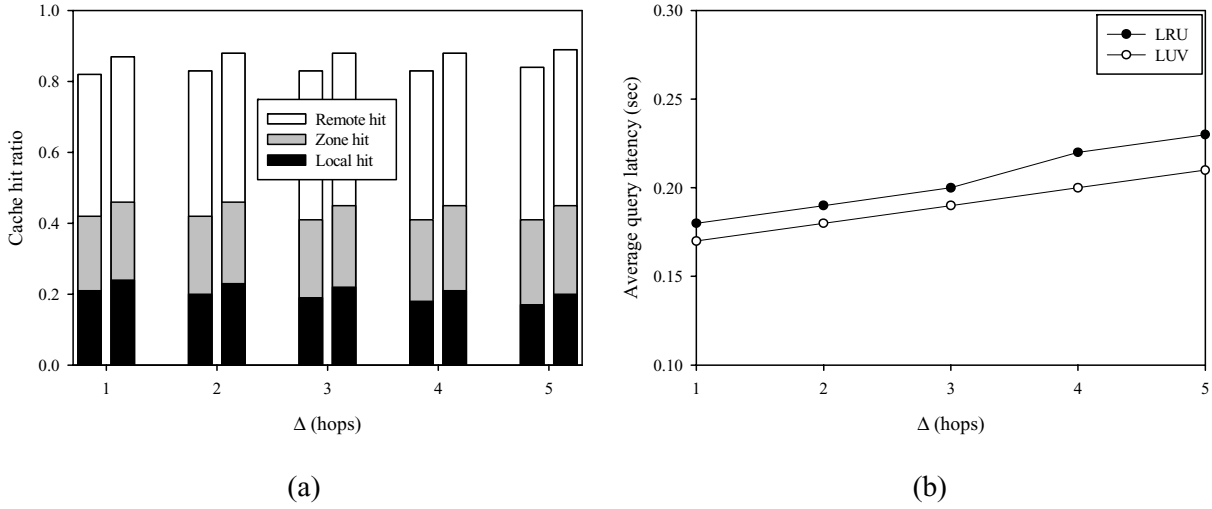 1.0
0.8
0.6
0.4
0.2
0.0
Cache hit ratio
Remote hit
Zone hit
Local hit
1 2 3 4 5
Δ (hops)
(a)
0.30
0.25
0.20
0.15
0.10
Average query latency (sec)
LRU
LUV
1 2 3 4 5
Δ (hops)
(b)